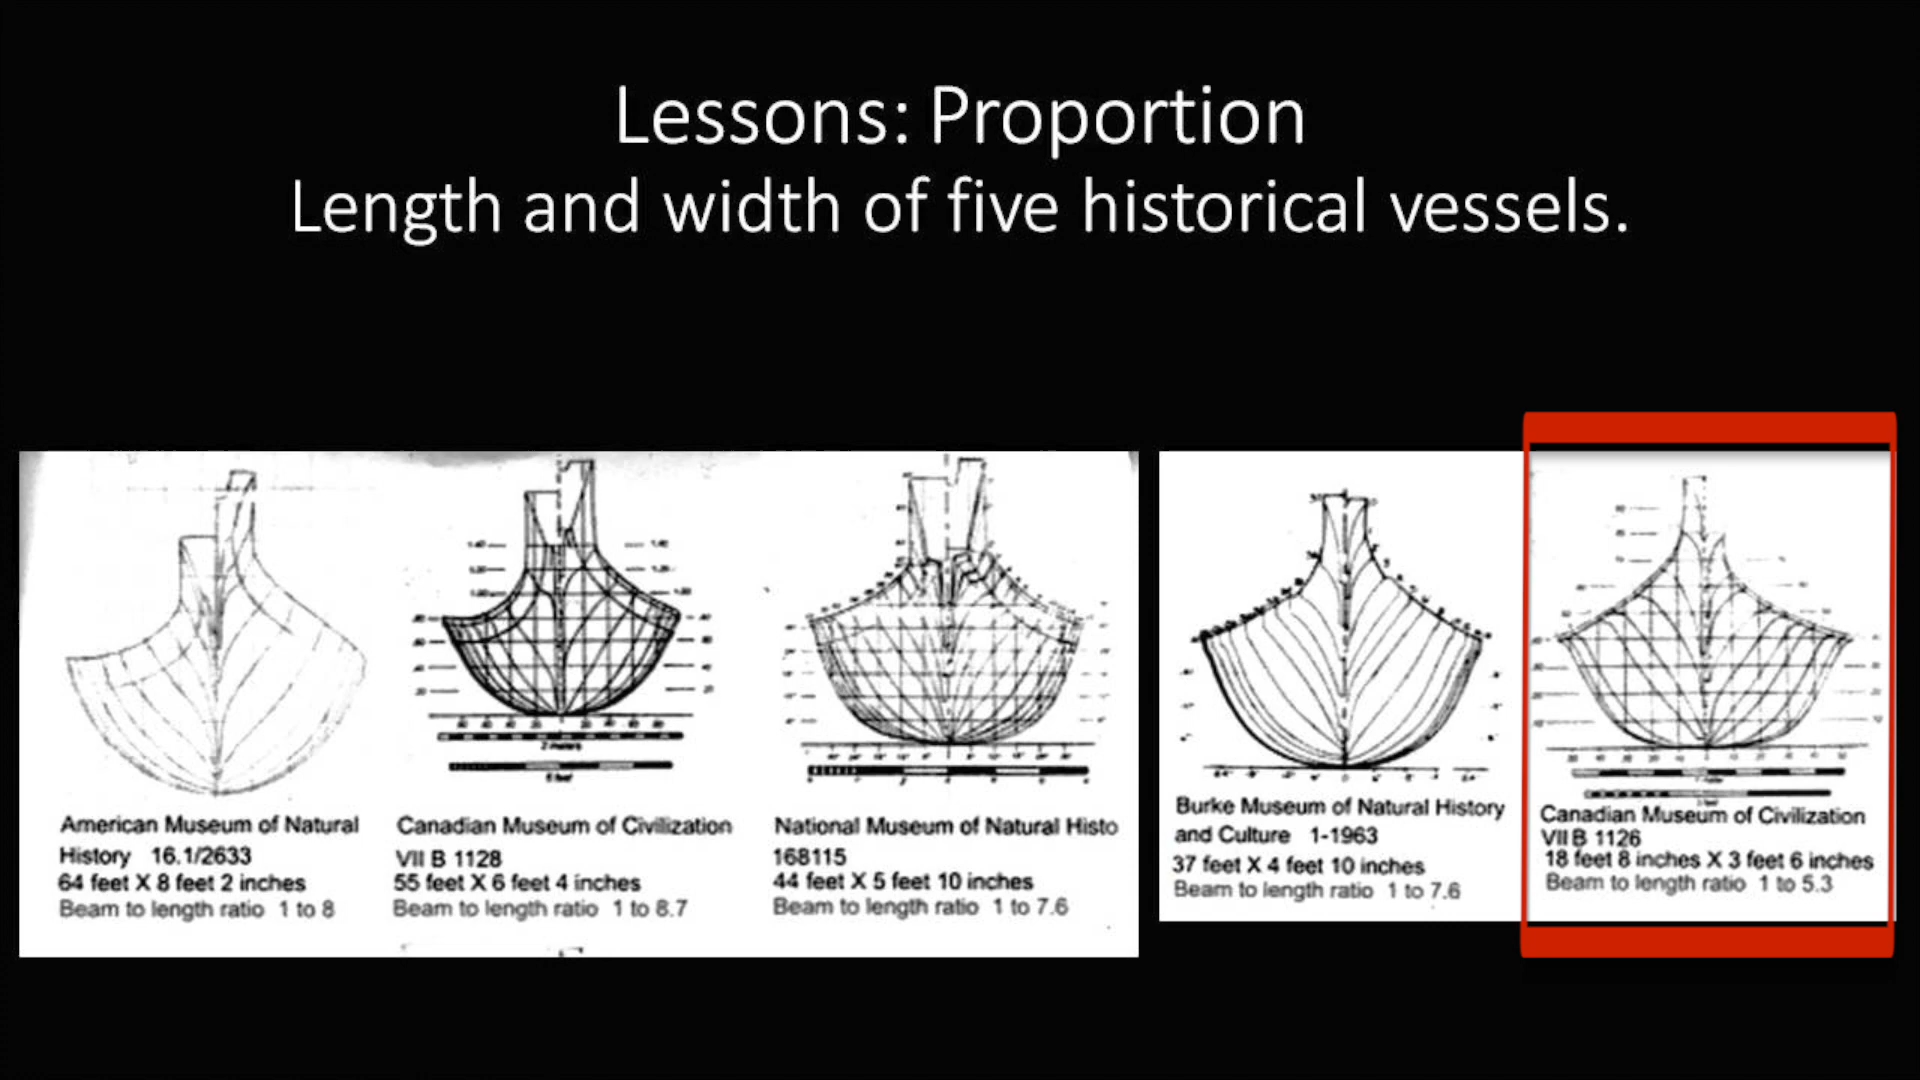 Lessons: Proportion
Length and width of five historical vessels.
American Museum of Natural
History 16.1/2633
64 feet X 8 feet 2 inches
Beam to length ratio 1 to 8
2 meters
Canadian Museum of Civilization
VII B 1128
55 feet X 6 feet 4 inches
Beam to length ratio 1 to 8.7
National Museum of Natural Histo
168115
44 feet X 5 feet 10 inches
Beam to length ratio 1 to 7.6
Burke Museum of Natural History
and Culture 1-1963
37 feet X 4 feet 10 inches
Beam to length ratio 1 to 7.6
Canadian Museum of Civilization
VII B 1126
18 feet 8 inches X 3 feet 6 inches
Beam to length ratio 1 to 5.3